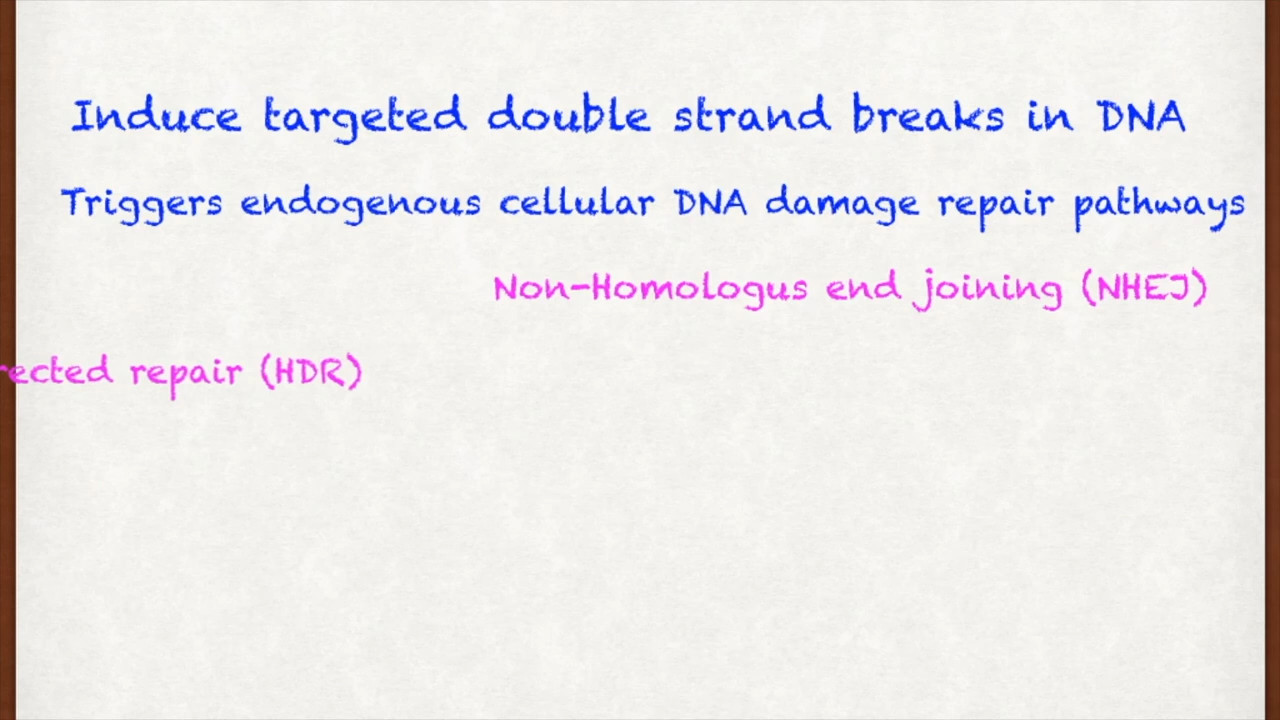 Induce targeted double strand breaks in DNA
Triggers endogenous cellular DNA damage repair pathways
Non-Homologus end joining (NHEJ)
rected repair (HDR)